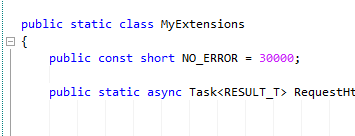 public static class MyExtensions
{
public const short NO_ERROR = 30000;
public static async Task<RESULT_T> RequestHt